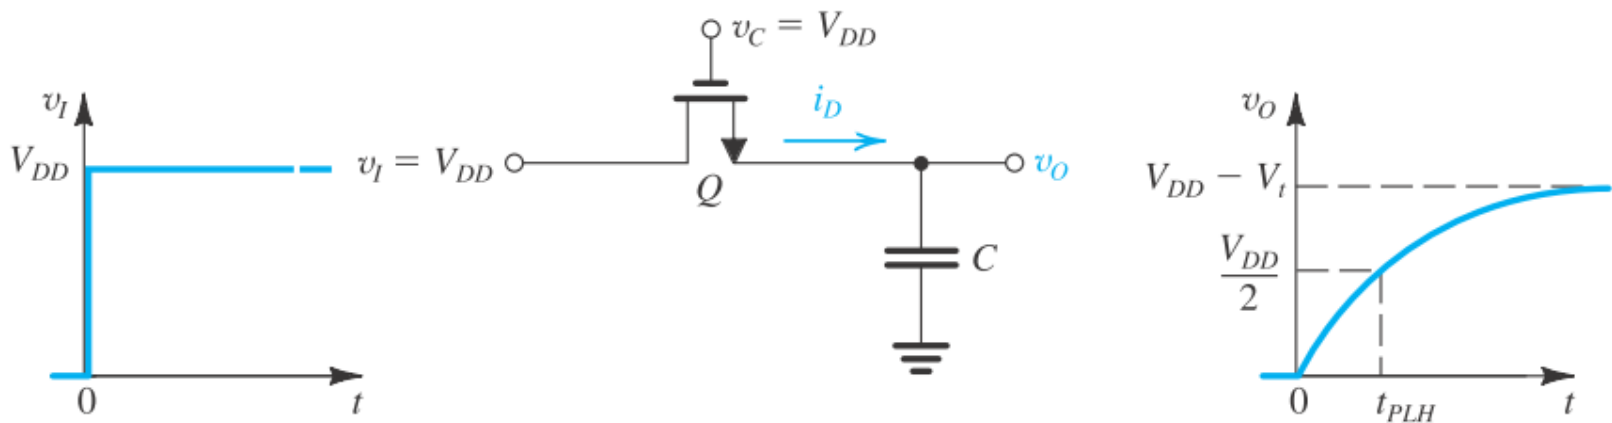 v_I
V_DD
0
t
v_C = V_DD
v_I = V_DD
Q
i_D
v_O
C
v_O
V_DD − V_t
V_DD
2
0
t_PLH
t